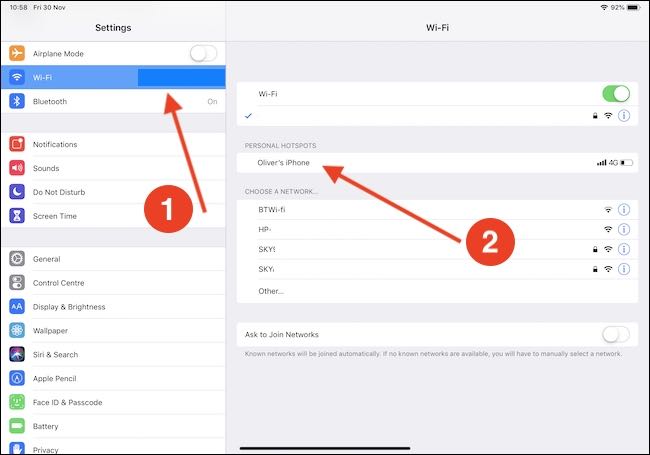 10:58 Fri 30 Nov
92%
Settings
Airplane Mode
Wi-Fi
Bluetooth On
Notifications
Sounds
Do Not Disturb
Screen Time
General
Control Centre
Display & Brightness
Wallpaper
Siri & Search
Apple Pencil
Face ID & Passcode
Battery
Privacy
1
Wi-Fi
Wi-Fi
PERSONAL HOTSPOTS
Oliver's iPhone 4G
CHOOSE A NETWORK...
BTWi-fi
HP-
SKY
SKY
Other...
2
Ask to Join Networks
Known networks will be joined automatically. If no known networks are available, you will have to manually select a network.